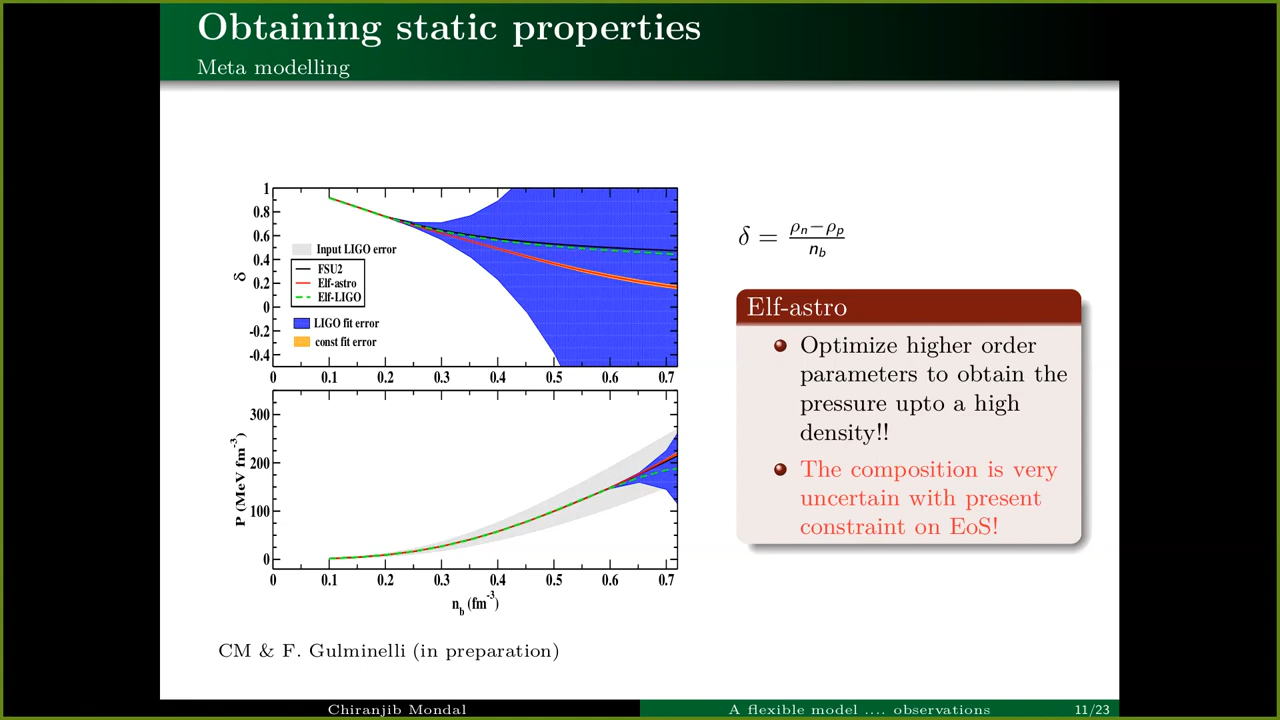 Obtaining static properties
Meta modelling
1
0.8
0.6
0.4
0.2
0
-0.2
-0.4
δ
Input LIGO error
FSU2
Elf-astro
Elf-LIGO
LIGO fit error
const fit error
0 0.1 0.2 0.3 0.4 0.5 0.6 0.7
300
200
100
0
P (MeV fm-3)
0 0.1 0.2 0.3 0.4 0.5 0.6 0.7
nb (fm-3)
δ = ρn−ρp / nb
Elf-astro
Optimize higher order
parameters to obtain the
pressure upto a high
density!!
The composition is very
uncertain with present
constraint on EoS!
CM & F. Gulminelli (in preparation)
Chiranjib Mondal
A flexible model .... observations
11/23